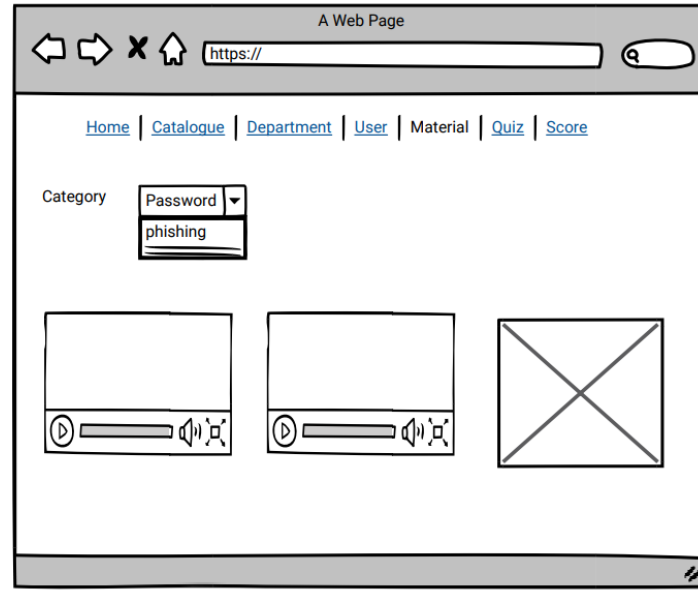 A Web Page
https://
Home | Catalogue | Department | User | Material | Quiz | Score
Category
Password
phishing